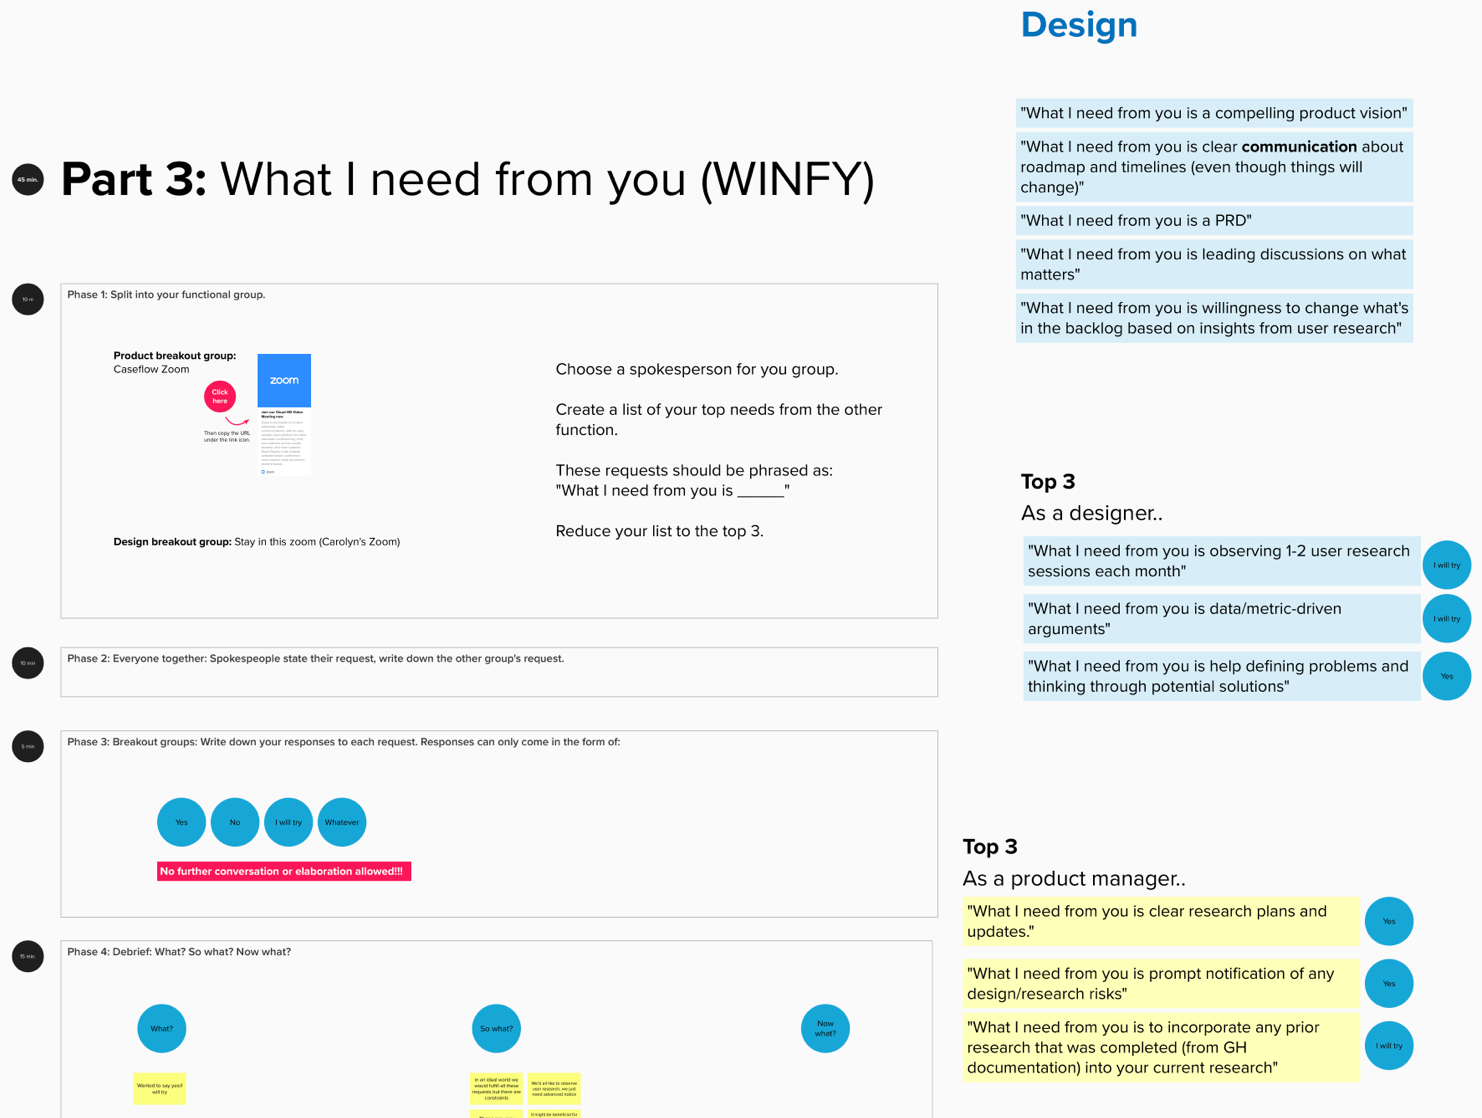 Design
"What I need from you is a compelling product vision"
"What I need from you is clear communication about
roadmap and timelines (even though things will
change)"
"What I need from you is a PRD"
"What I need from you is leading discussions on what
matters"
"What I need from you is willingness to change what's
in the backlog based on insights from user research"
45 min.
Part 3: What I need from you (WINFY)
10 m
Phase 1: Split into your functional group.
Product breakout group:
Caseflow Zoom
Click
here
Then copy the URL
under the link icon.
zoom
Join our Cloud HD Video
Meeting now
Zoom
Design breakout group: Stay in this zoom (Carolyn's Zoom)
Choose a spokesperson for you group.
Create a list of your top needs from the other
function.
These requests should be phrased as:
"What I need from you is _____"
Reduce your list to the top 3.
10 min
Phase 2: Everyone together: Spokespeople state their request, write down the other group's request.
5 min
Phase 3: Breakout groups: Write down your responses to each request. Responses can only come in the form of:
Yes
No
I will try
Whatever
No further conversation or elaboration allowed!!!
15 min.
Phase 4: Debrief: What? So what? Now what?
What?
So what?
Now
what?
Wanted to say yes/I
will try
In an ideal world we
would fulfill all these
requests but there are
constraints
We'd all like to observe
user research, we just
need advanced notice
It might be beneficial for
Top 3
As a designer..
"What I need from you is observing 1-2 user research
sessions each month"
I will try
"What I need from you is data/metric-driven
arguments"
I will try
"What I need from you is help defining problems and
thinking through potential solutions"
Yes
Top 3
As a product manager..
"What I need from you is clear research plans and
updates."
Yes
"What I need from you is prompt notification of any
design/research risks"
Yes
"What I need from you is to incorporate any prior
research that was completed (from GH
documentation) into your current research"
I will try